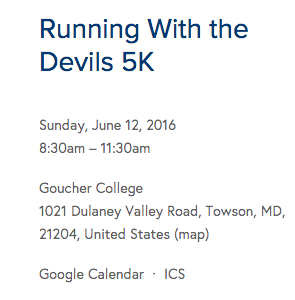 Running With the
Devils 5K
Sunday, June 12, 2016
8:30am – 11:30am
Goucher College
1021 Dulaney Valley Road, Towson, MD,
21204, United States (map)
Google Calendar · ICS